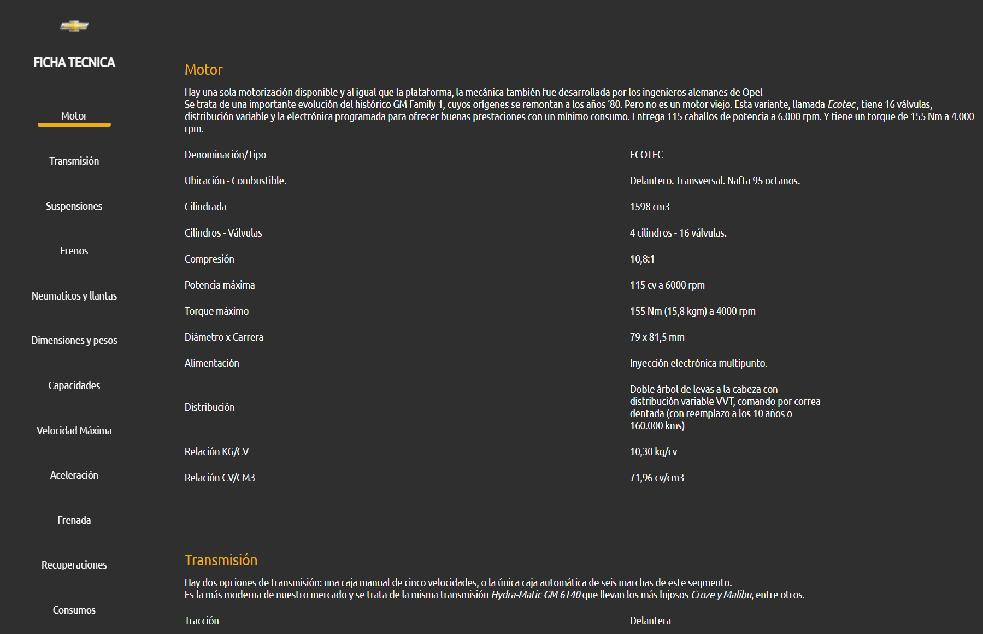 FICHA TECNICA
Motor
Transmisión
Suspensiones
Frenos
Neumaticos y llantas
Dimensiones y pesos
Capacidades
Velocidad Máxima
Aceleración
Frenada
Recuperaciones
Consumos
Motor
Hay una sola motorización disponible y al igual que la plataforma, la mecánica también fue desarrollada por los ingenieros alemanes de Opel
Se trata de una importante evolución del histórico GM Family 1, cuyos orígenes se remontan a los años '80. Pero no es un motor viejo. Esta variante, llamada Ecotec, tiene 16 válvulas,
distribución variable y la electrónica programada para ofrecer buenas prestaciones con un mínimo consumo. Entrega 115 caballos de potencia a 6.000 rpm. Y tiene un torque de 155 Nm a 4.000
rpm.
Denominación/Tipo ECOTEC
Ubicación - Combustible. Delantero. Transversal. Nafta 95 octanos.
Cilindrada 1598 cm3
Cilindros - Válvulas 4 cilindros - 16 válvulas.
Compresión 10,8:1
Potencia máxima 115 cv a 6000 rpm
Torque máximo 155 Nm (15,8 kgm) a 4000 rpm
Diámetro x Carrera 79 x 81,5 mm
Alimentación Inyección electrónica multipunto.
Distribución
Doble árbol de levas a la cabeza con
distribución variable VVT, comando por correa
dentada (con reemplazo a los 10 años o
160.000 kms)
Relación KG/CV 10,30 kg/cv
Relación CV/CM3 71,96 cv/cm3
Transmisión
Hay dos opciones de transmisión: una caja manual de cinco velocidades, o la única caja automática de seis marchas de este segmento.
Es la más moderna de nuestro mercado y se trata de la misma transmisión Hydra-Matic GM 6T40 que llevan los más lujosos Cruze y Malibu, entre otros.
Tracción Delantera